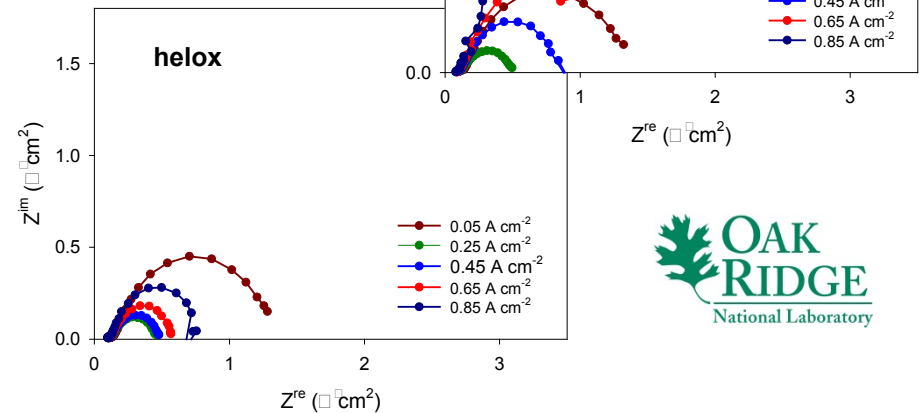 helox
1.5
1.0
0.5
0.0
0 1 2 3
Z^im (□ cm²)
Z^re (□ cm²)
0.05 A cm⁻²
0.25 A cm⁻²
0.45 A cm⁻²
0.65 A cm⁻²
0.85 A cm⁻²
0.45 A cm
0.65 A cm⁻²
0.85 A cm⁻²
0.0
0 1 2 3
Z^re (□ cm²)
OAK
RIDGE
National Laboratory